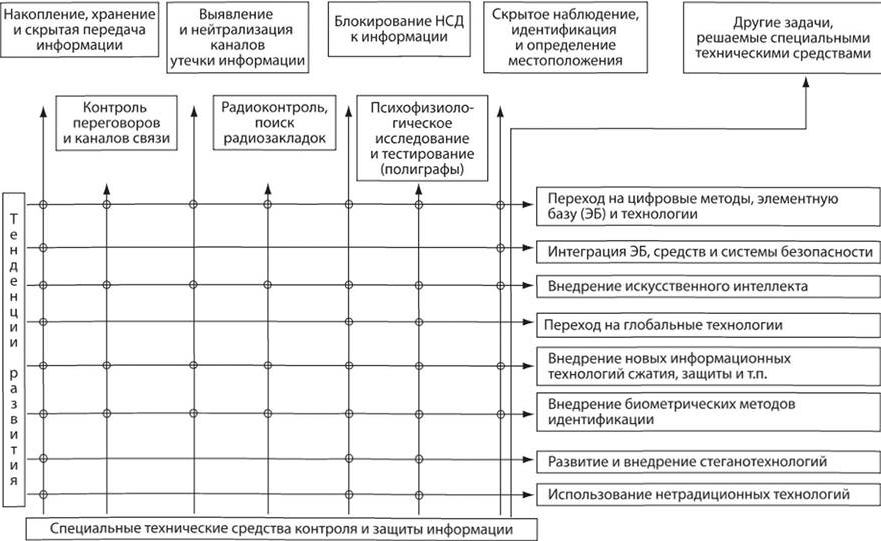 Накопление, хранение
и скрытая передача
информации
Выявление
и нейтрализация
каналов
утечки информации
Блокирование НСД
к информации
Скрытое наблюдение,
идентификация
и определение
местоположения
Другие задачи,
решаемые специальными
техническими средствами
Контроль
переговоров
и каналов связи
Радиоконтроль,
поиск
радиозакладок
Психофизиоло-
гическое
исследование
и тестирование
(полиграфы)
Тенденции развития
Переход на цифровые методы, элементную
базу (ЭБ) и технологии
Интеграция ЭБ, средств и системы безопасности
Внедрение искусственного интеллекта
Переход на глобальные технологии
Внедрение новых информационных
технологий сжатия, защиты и т.п.
Внедрение биометрических методов
идентификации
Развитие и внедрение стеганотехнологий
Использование нетрадиционных технологий
Специальные технические средства контроля и защиты информации